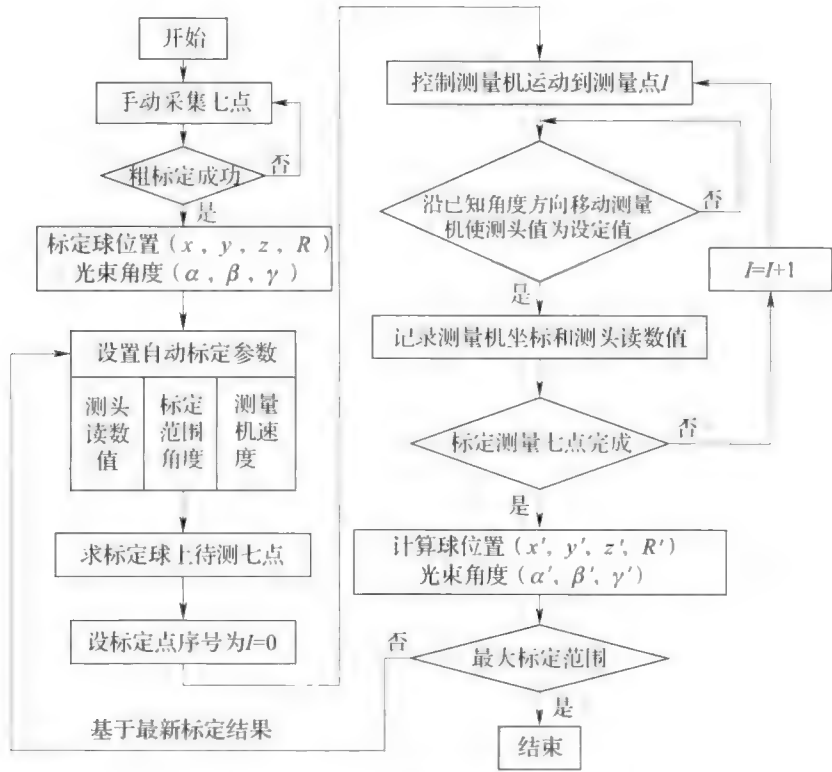 开始
手动采集七点
粗标定成功
否
是
标定球位置(x,y,z,R)
光束角度(α,β,γ)
设置自动标定参数
测头
读数
值
标定
范围
角度
测量
机速
度
求标定球上待测七点
设标定点序号为I=0
基于最新标定结果
控制测量机运动到测量点I
沿已知角度方向移动测量
机使测头值为设定值
否
是
I=I+1
记录测量机坐标和测头读数值
标定测量七点完成
否
是
计算球位置(x′,y′,z′,R′)
光束角度(α′,β′,γ′)
最大标定范围
否
是
结束